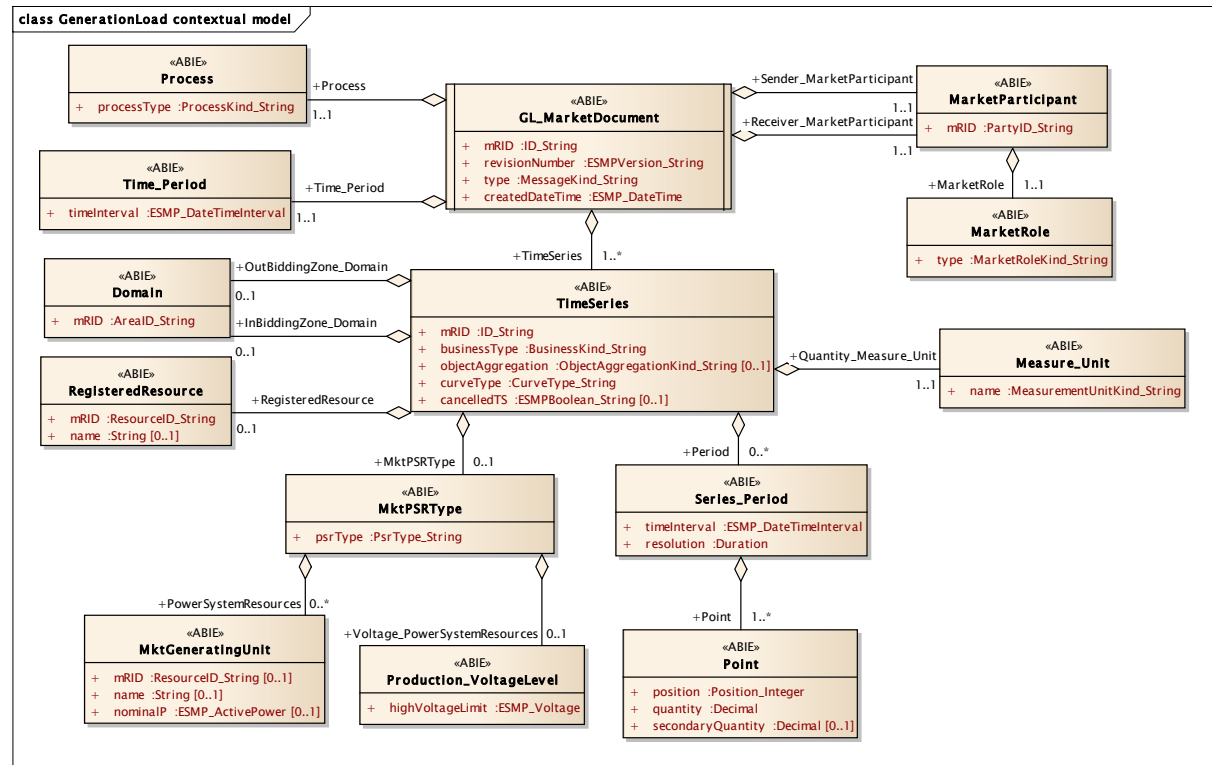 class GenerationLoad contextual model
«ABIE»
Process
+ processType :ProcessKind_String
+Process
1..1
«ABIE»
GL_MarketDocument
+ mRID :ID_String
+ revisionNumber :ESMPVersion_String
+ type :MessageKind_String
+ createdDateTime :ESMP_DateTime
+Sender_MarketParticipant
1..1
+Receiver_MarketParticipant
1..1
«ABIE»
MarketParticipant
+ mRID :PartyID_String
«ABIE»
Time_Period
+ timeInterval :ESMP_DateTimeInterval
+Time_Period
1..1
+MarketRole
1..1
«ABIE»
MarketRole
+ type :MarketRoleKind_String
+TimeSeries
1..*
«ABIE»
Domain
+ mRID :AreaID_String
+OutBiddingZone_Domain
0..1
+InBiddingZone_Domain
0..1
«ABIE»
TimeSeries
+ mRID :ID_String
+ businessType :BusinessKind_String
+ objectAggregation :ObjectAggregationKind_String [0..1]
+ curveType :CurveType_String
+ cancelledTS :ESMPBoolean_String [0..1]
+Quantity_Measure_Unit
1..1
«ABIE»
Measure_Unit
+ name :MeasurementUnitKind_String
«ABIE»
RegisteredResource
+ mRID :ResourceID_String
+ name :String [0..1]
+RegisteredResource
0..1
+MktPSRType
0..1
+Period
0..*
«ABIE»
MktPSRType
+ psrType :PsrType_String
«ABIE»
Series_Period
+ timeInterval :ESMP_DateTimeInterval
+ resolution :Duration
+PowerSystemResources
0..*
+Voltage_PowerSystemResources
0..1
+Point
1..*
«ABIE»
MktGeneratingUnit
+ mRID :ResourceID_String [0..1]
+ name :String [0..1]
+ nominalP :ESMP_ActivePower [0..1]
«ABIE»
Production_VoltageLevel
+ highVoltageLimit :ESMP_Voltage
«ABIE»
Point
+ position :Position_Integer
+ quantity :Decimal
+ secondaryQuantity :Decimal [0..1]